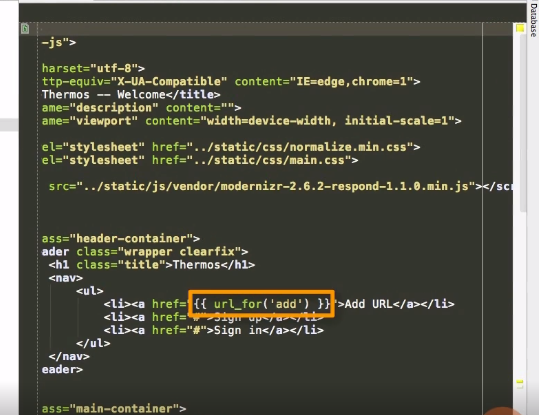 Database
-js">
harset="utf-8">
ttp-equiv="X-UA-Compatible" content="IE=edge,chrome=1">
Thermos -- Welcome</title>
ame="description" content="">
ame="viewport" content="width=device-width, initial-scale=1">
el="stylesheet" href="../static/css/normalize.min.css">
el="stylesheet" href="../static/css/main.css">
src="../static/js/vendor/modernizr-2.6.2-respond-1.1.0.min.js"></scr
ass="header-container">
ader class="wrapper clearfix">
<h1 class="title">Thermos</h1>
<nav>
<ul>
<li><a href="{{ url_for('add') }}">Add URL</a></li>
<li><a href="#">Sign up</a></li>
<li><a href="#">Sign in</a></li>
</ul>
</nav>
eader>
ass="main-container">